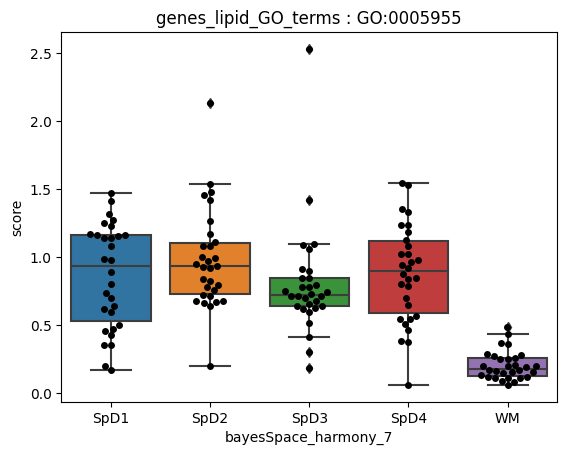 genes_lipid_GO_terms : GO:0005955
2.5
2.0
1.5
1.0
0.5
0.0
score
SpD1 SpD2 SpD3 SpD4 WM
bayesSpace_harmony_7